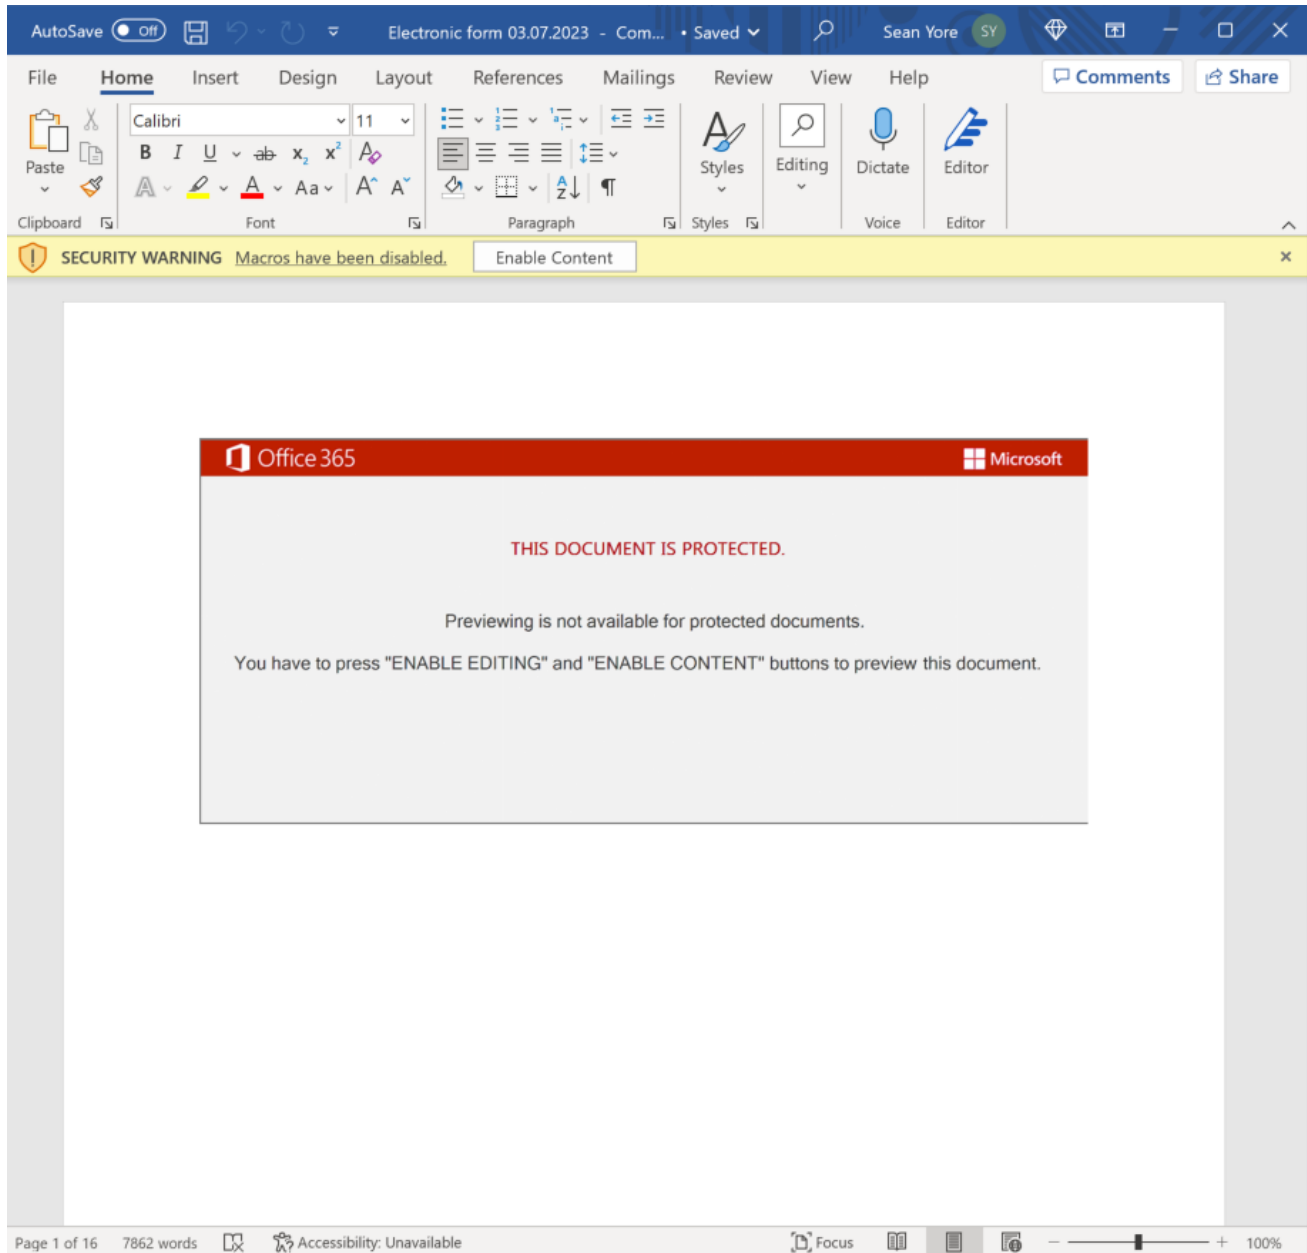 AutoSave Off Electronic form 03.07.2023 - Com... • Saved Sean Yore SY
File Home Insert Design Layout References Mailings Review View Help Comments Share
Calibri 11
Paste B I U ab x₂ x² A Styles Editing Dictate Editor
A A Aa A A A Z ¶
Clipboard Font Paragraph Styles Voice Editor
SECURITY WARNING Macros have been disabled. Enable Content
Office 365 Microsoft
THIS DOCUMENT IS PROTECTED.
Previewing is not available for protected documents.
You have to press "ENABLE EDITING" and "ENABLE CONTENT" buttons to preview this document.
Page 1 of 16 7862 words Accessibility: Unavailable Focus 100%